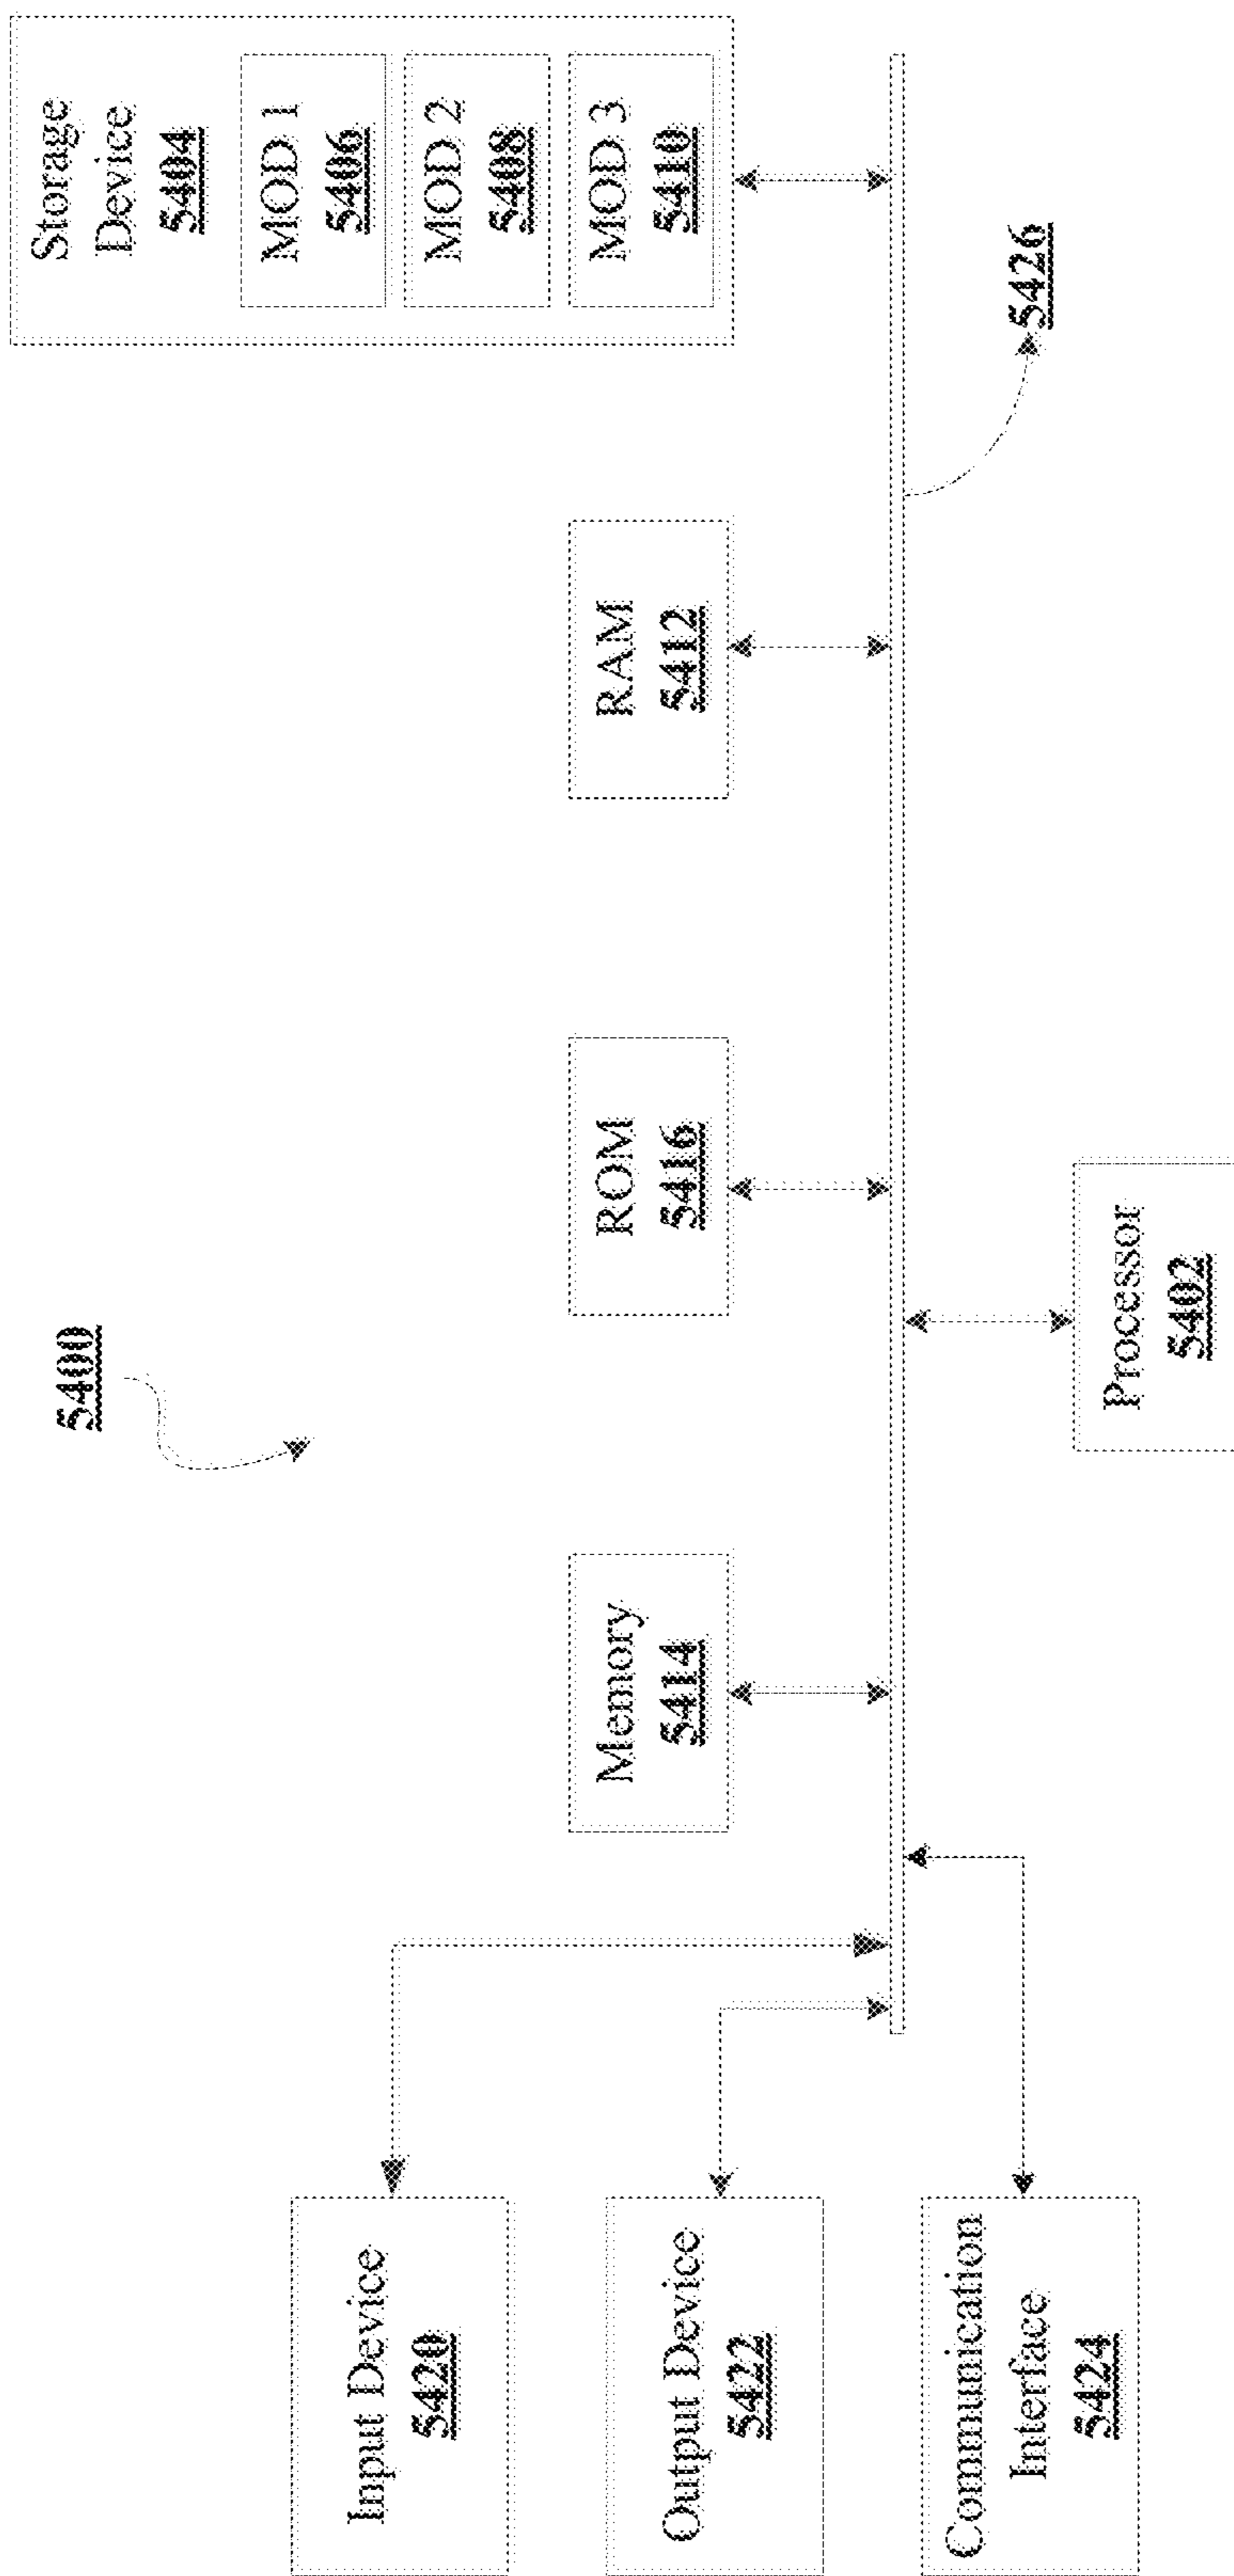 5400
Input Device
5420
Output Device
5422
Communication
Interface
5424
Memory
5414
ROM
5416
RAM
5412
Storage
Device
5404
MOD 1
5406
MOD 2
5408
MOD 3
5410
Processor
5402
5426